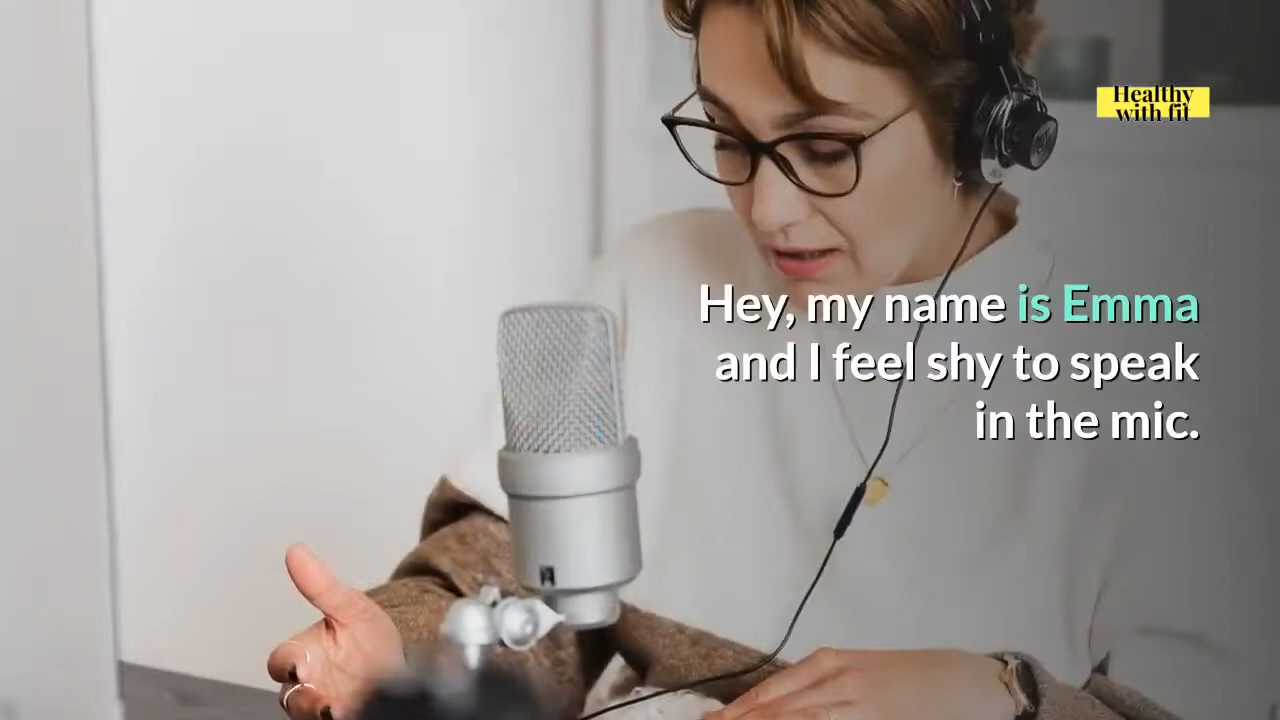 Healthy
with fit
Hey, my name is Emma
and I feel shy to speak
in the mic.